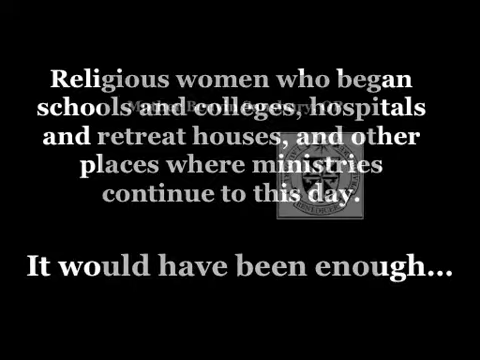 Religious women who began
schools and colleges, hospitals
and retreat houses, and other
places where ministries
continue to this day.
It would have been enough...